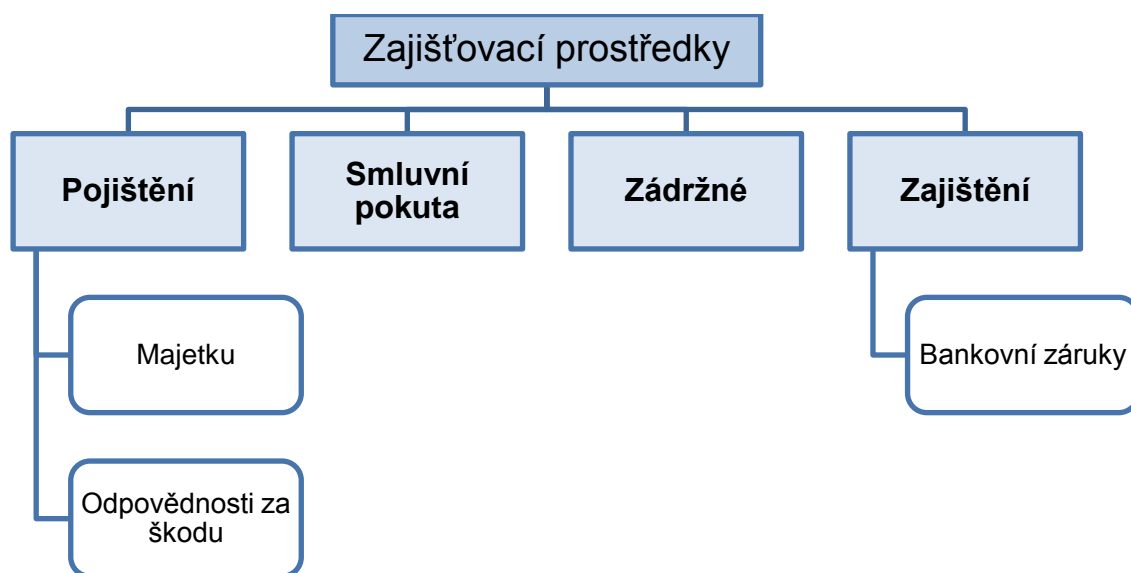 Zajišťovací prostředky
Pojištění
Smluvní
pokuta
Zádržné
Zajištění
Majetku
Bankovní záruky
Odpovědnosti za
škodu